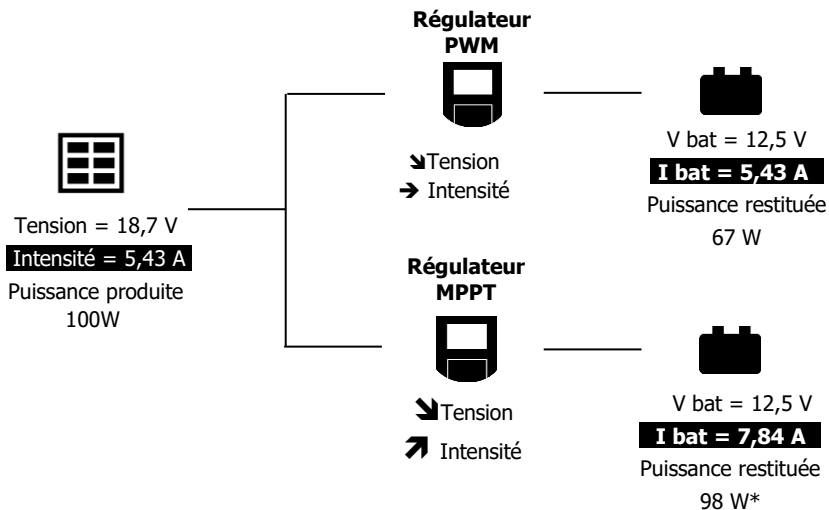 Tension = 18,7 V
Intensité = 5,43 A
Puissance produite
100W
Régulateur
PWM
➘Tension
➔ Intensité
V bat = 12,5 V
I bat = 5,43 A
Puissance restituée
67 W
Régulateur
MPPT
➘Tension
➚ Intensité
V bat = 12,5 V
I bat = 7,84 A
Puissance restituée
98 W*